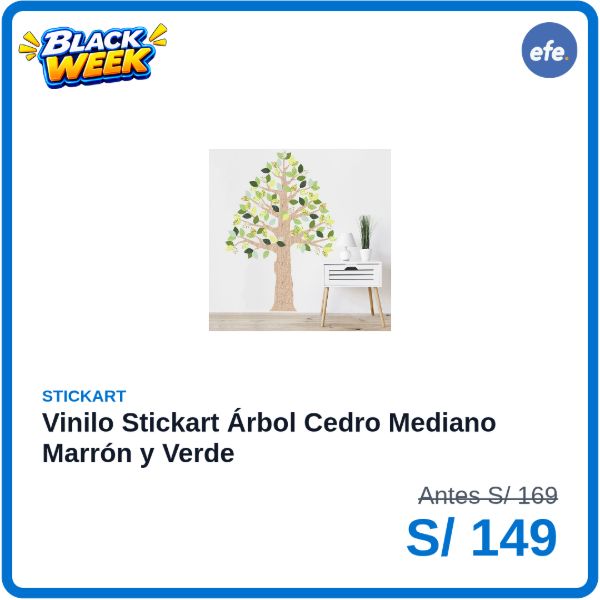 BLACK
WEEK
efe.
STICKART
Vinilo Stickart Árbol Cedro Mediano
Marrón y Verde
Antes S/ 169
S/ 149